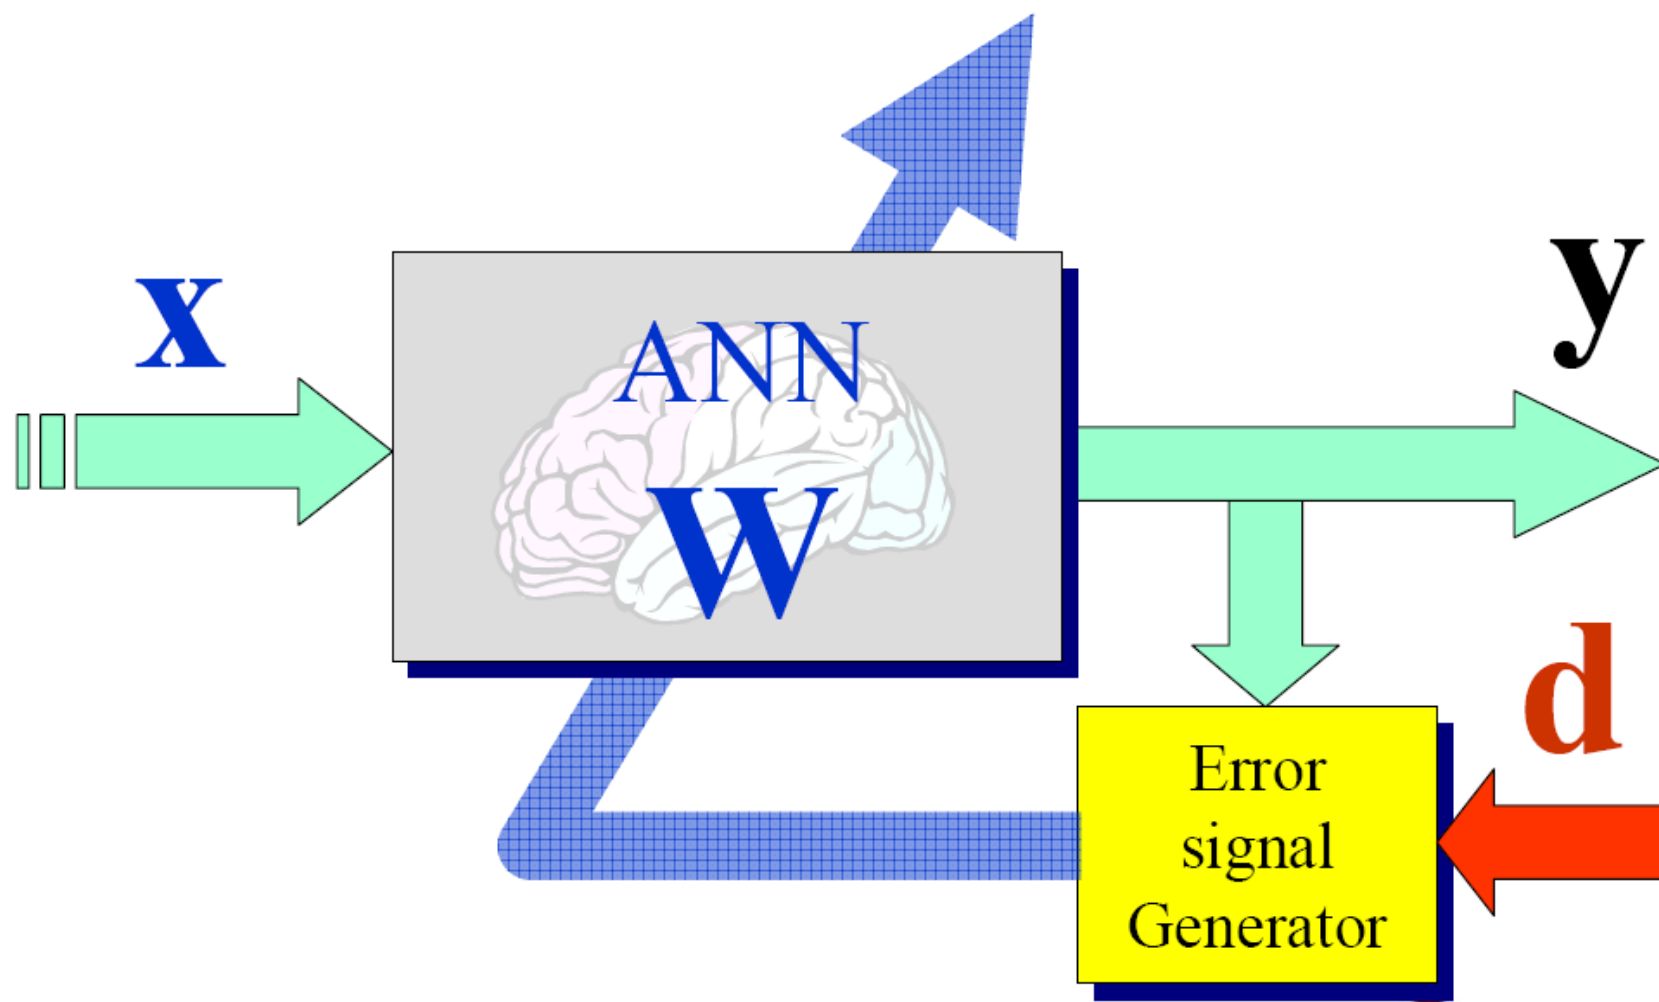 x
ANN
W
y
d
Error
signal
Generator